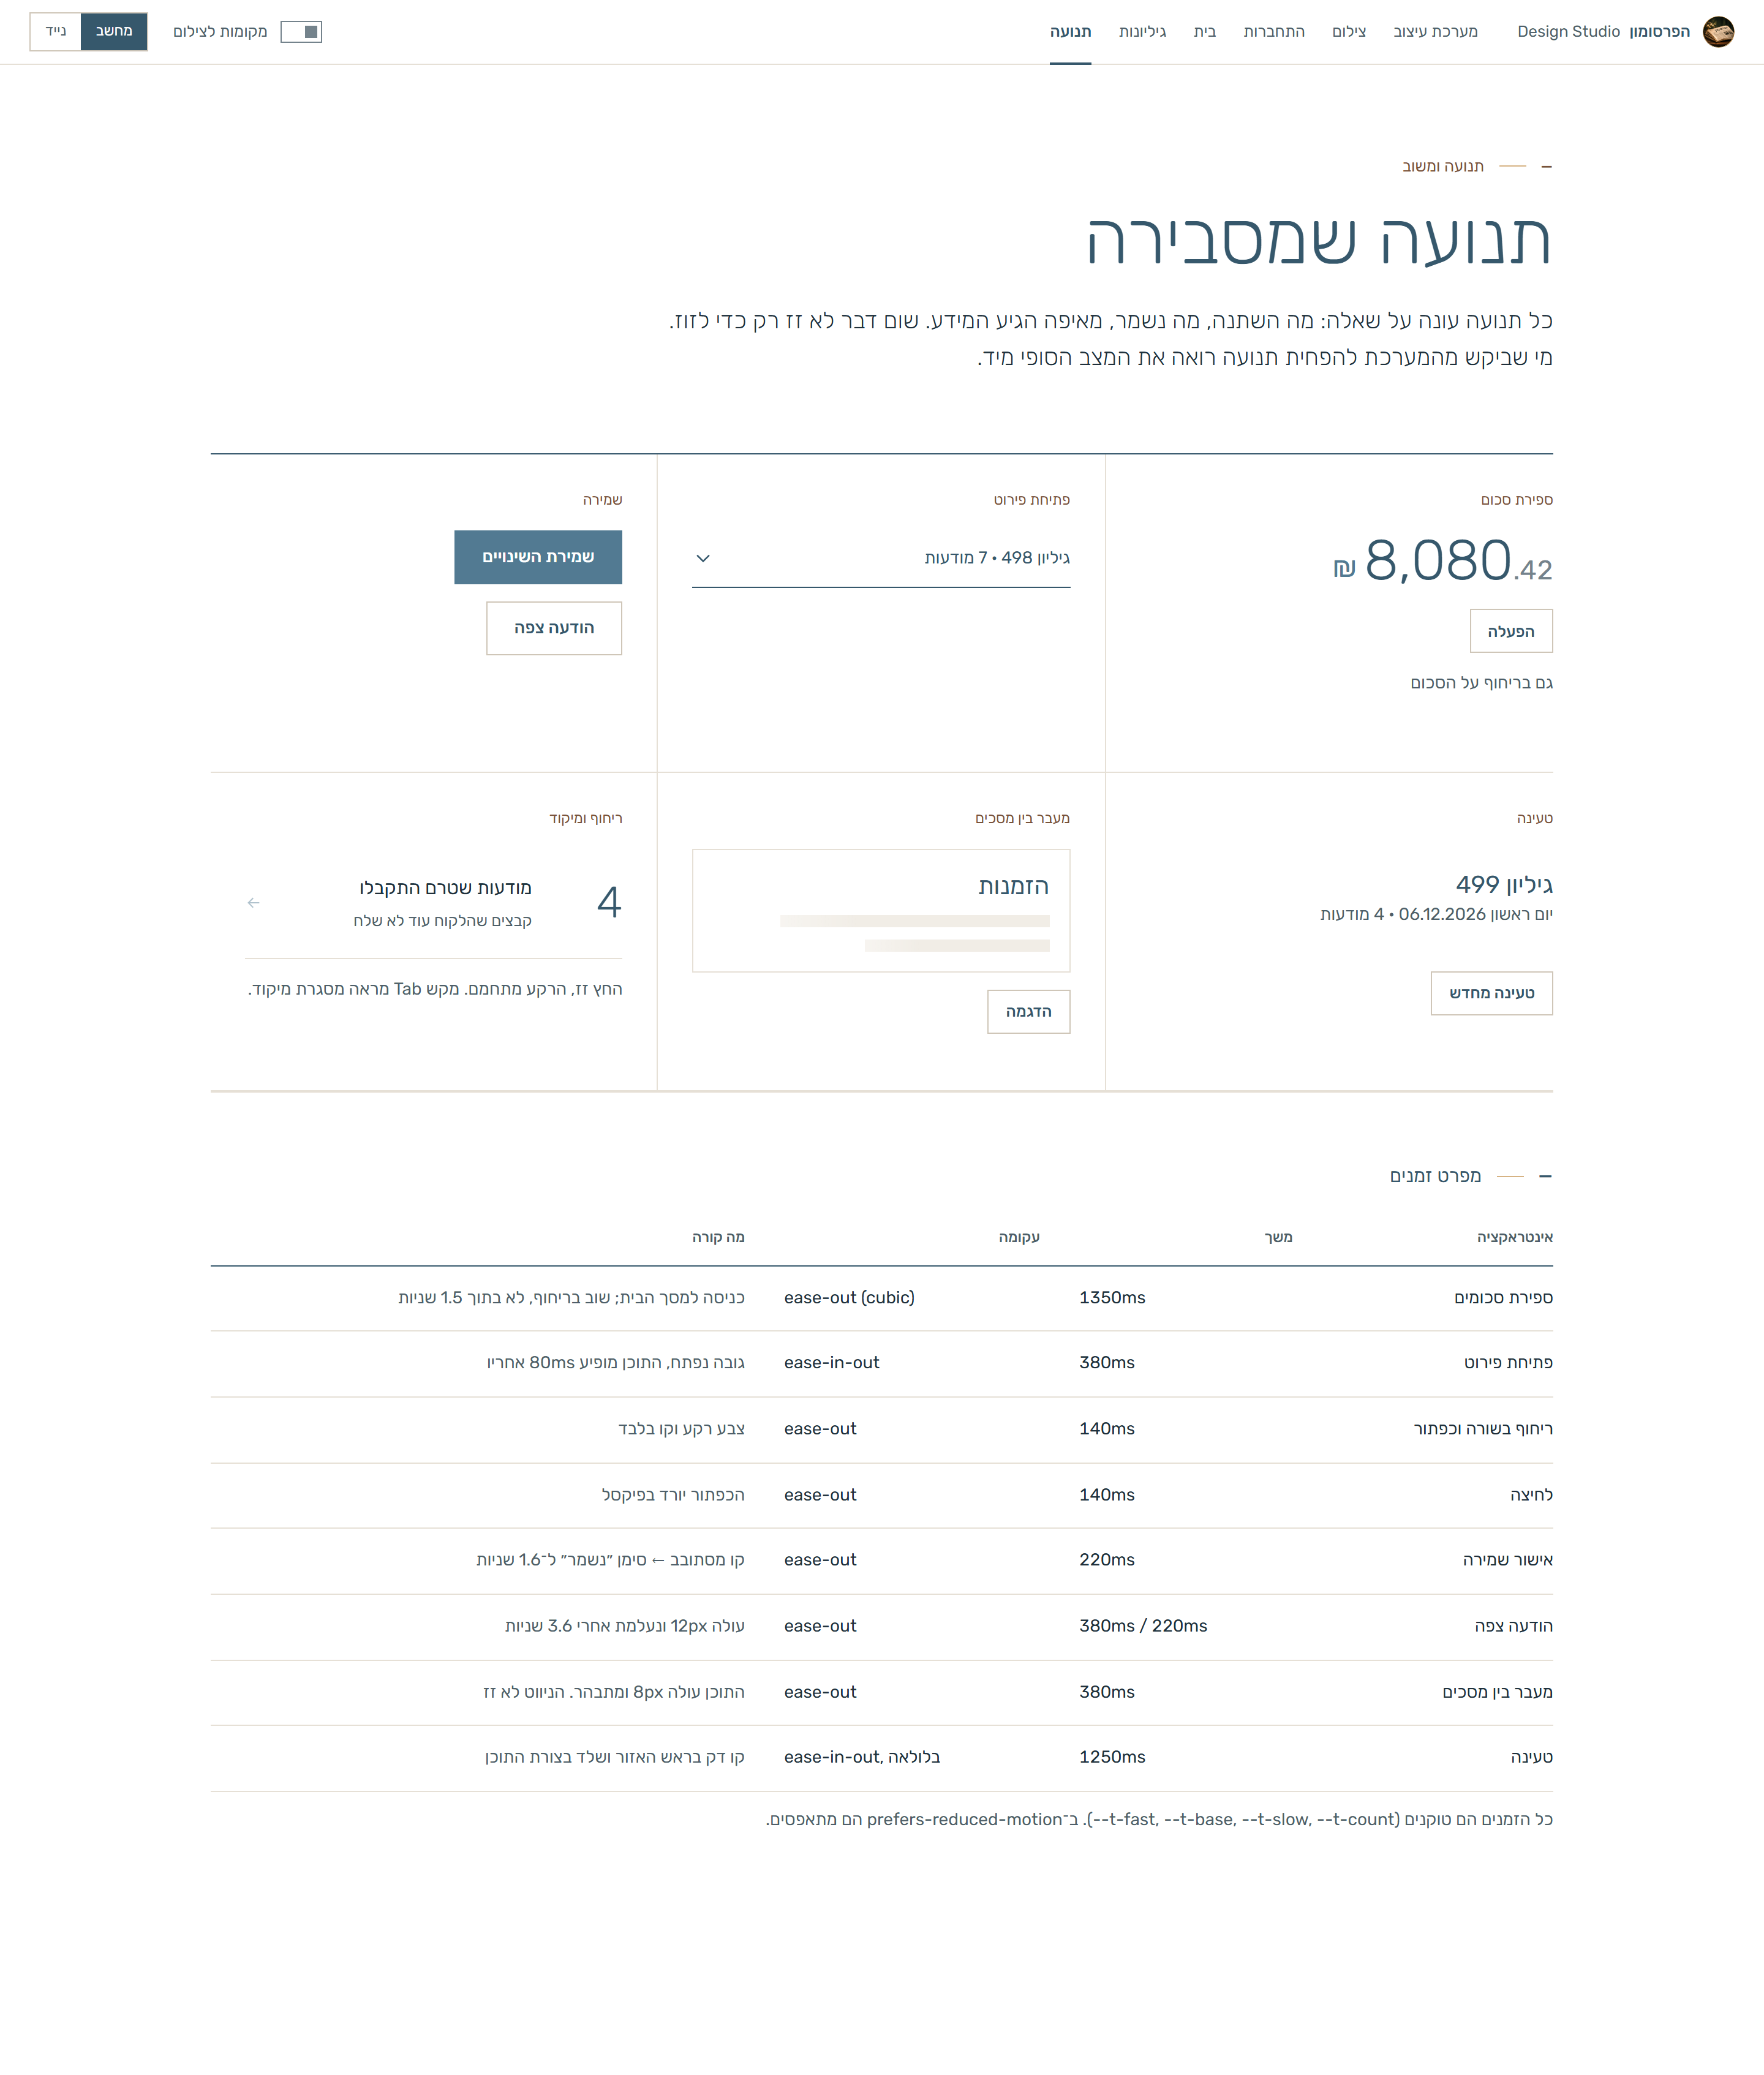 הפרסומון Design Studio
מערכת עיצוב
צילום
התחברות
בית
גיליונות
תנועה
מקומות לצילום
מחשב
נייד
תנועה ומשוב
תנועה שמסבירה
כל תנועה עונה על שאלה: מה השתנה, מה נשמר, מאיפה הגיע המידע. שום דבר לא זז רק כדי לזוז.
מי שביקש מהמערכת להפחית תנועה רואה את המצב הסופי מיד.
ספירת סכום
8,080.42 ₪
הפעלה
גם בריחוף על הסכום
פתיחת פירוט
גיליון 498 • 7 מודעות
שמירה
שמירת השינויים
הודעה צפה
טעינה
גיליון 499
יום ראשון 06.12.2026 • 4 מודעות
טעינה מחדש
מעבר בין מסכים
הזמנות
הדגמה
ריחוף ומיקוד
4
מודעות שטרם התקבלו
קבצים שהלקוח עוד לא שלח
←
החץ זז, הרקע מתחמם. מקש Tab מראה מסגרת מיקוד.
מפרט זמנים
אינטראקציה משך עקומה מה קורה
ספירת סכומים 1350ms ease-out (cubic) כניסה למסך הבית; שוב בריחוף, לא בתוך 1.5 שניות
פתיחת פירוט 380ms ease-in-out גובה נפתח, התוכן מופיע 80ms אחריו
ריחוף בשורה וכפתור 140ms ease-out צבע רקע וקו בלבד
לחיצה 140ms ease-out הכפתור יורד בפיקסל
אישור שמירה 220ms ease-out קו מסתובב ← סימן ״נשמר״ ל־1.6 שניות
הודעה צפה 380ms / 220ms ease-out עולה 12px ונעלמת אחרי 3.6 שניות
מעבר בין מסכים 380ms ease-out התוכן עולה 8px ומתבהר. הניווט לא זז
טעינה 1250ms ease-in-out, בלולאה קו דק בראש האזור ושלד בצורת התוכן
כל הזמנים הם טוקנים (--t-fast, --t-base, --t-slow, --t-count). ב־prefers-reduced-motion הם מתאפסים.